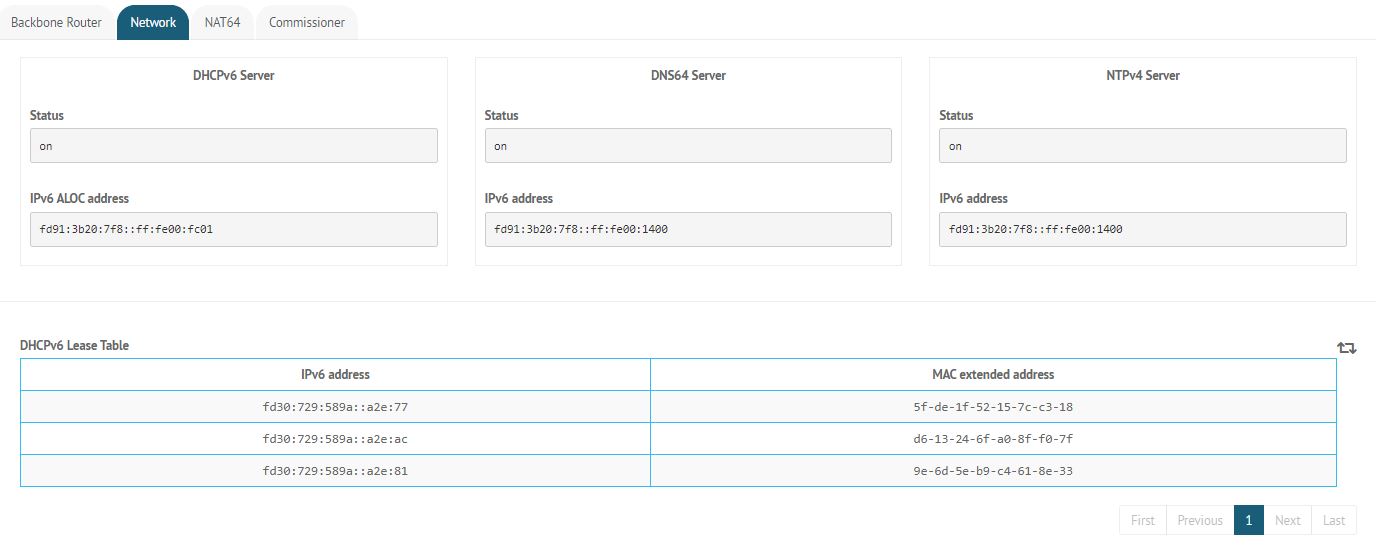 Backbone Router Network NAT64 Commissioner
DHCPv6 Server DNS64 Server NTPv4 Server
Status Status Status
on on on
IPv6 ALOC address IPv6 address IPv6 address
fd91:3b20:7f8::ff:fe00:fc01 fd91:3b20:7f8::ff:fe00:1400 fd91:3b20:7f8::ff:fe00:1400
DHCPv6 Lease Table
IPv6 address MAC extended address
fd30:729:589a::a2e:77 5f-de-1f-52-15-7c-c3-18
fd30:729:589a::a2e:ac d6-13-24-6f-a0-8f-f0-7f
fd30:729:589a::a2e:81 9e-6d-5e-b9-c4-61-8e-33
First Previous 1 Next Last